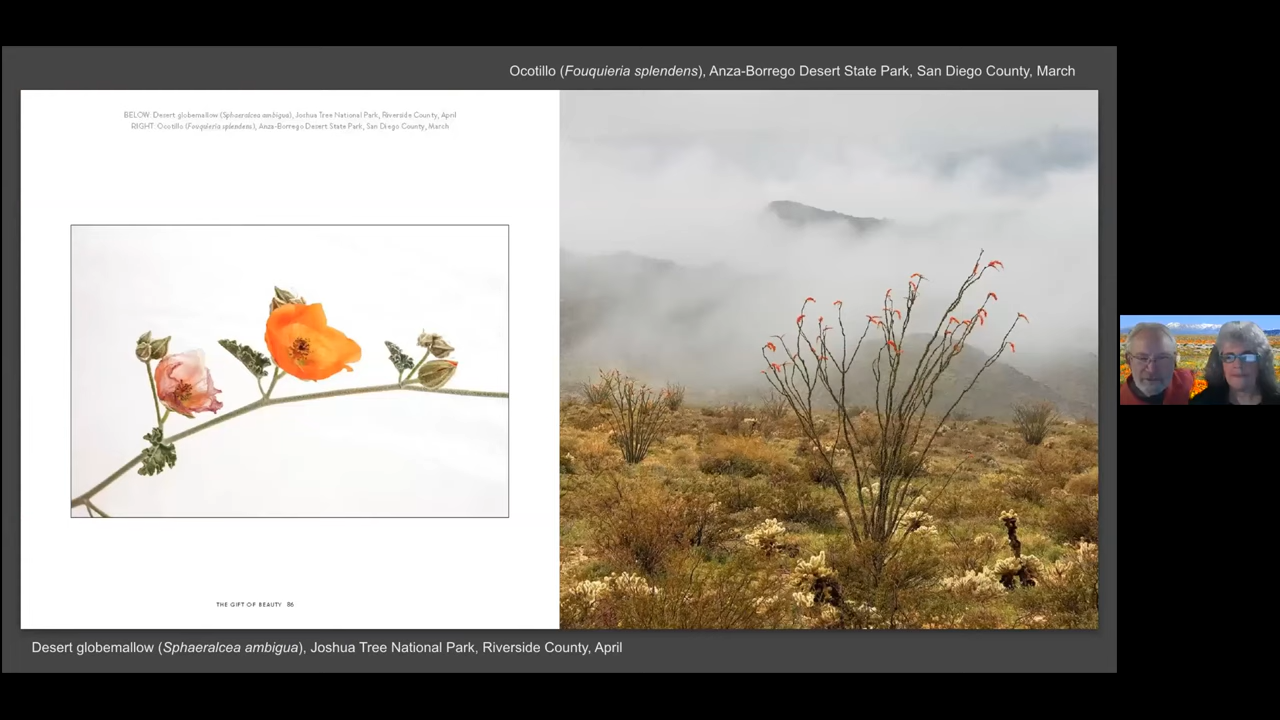 Ocotillo (Fouquieria splendens), Anza-Borrego Desert State Park, San Diego County, March
BELOW: Desert globemallow (Sphaeralcea ambigua), Joshua Tree National Park, Riverside County, April
RIGHT: Ocotillo (Fouquieria splendens), Anza-Borrego Desert State Park, San Diego County, March
THE GIFT OF BEAUTY 86
Desert globemallow (Sphaeralcea ambigua), Joshua Tree National Park, Riverside County, April